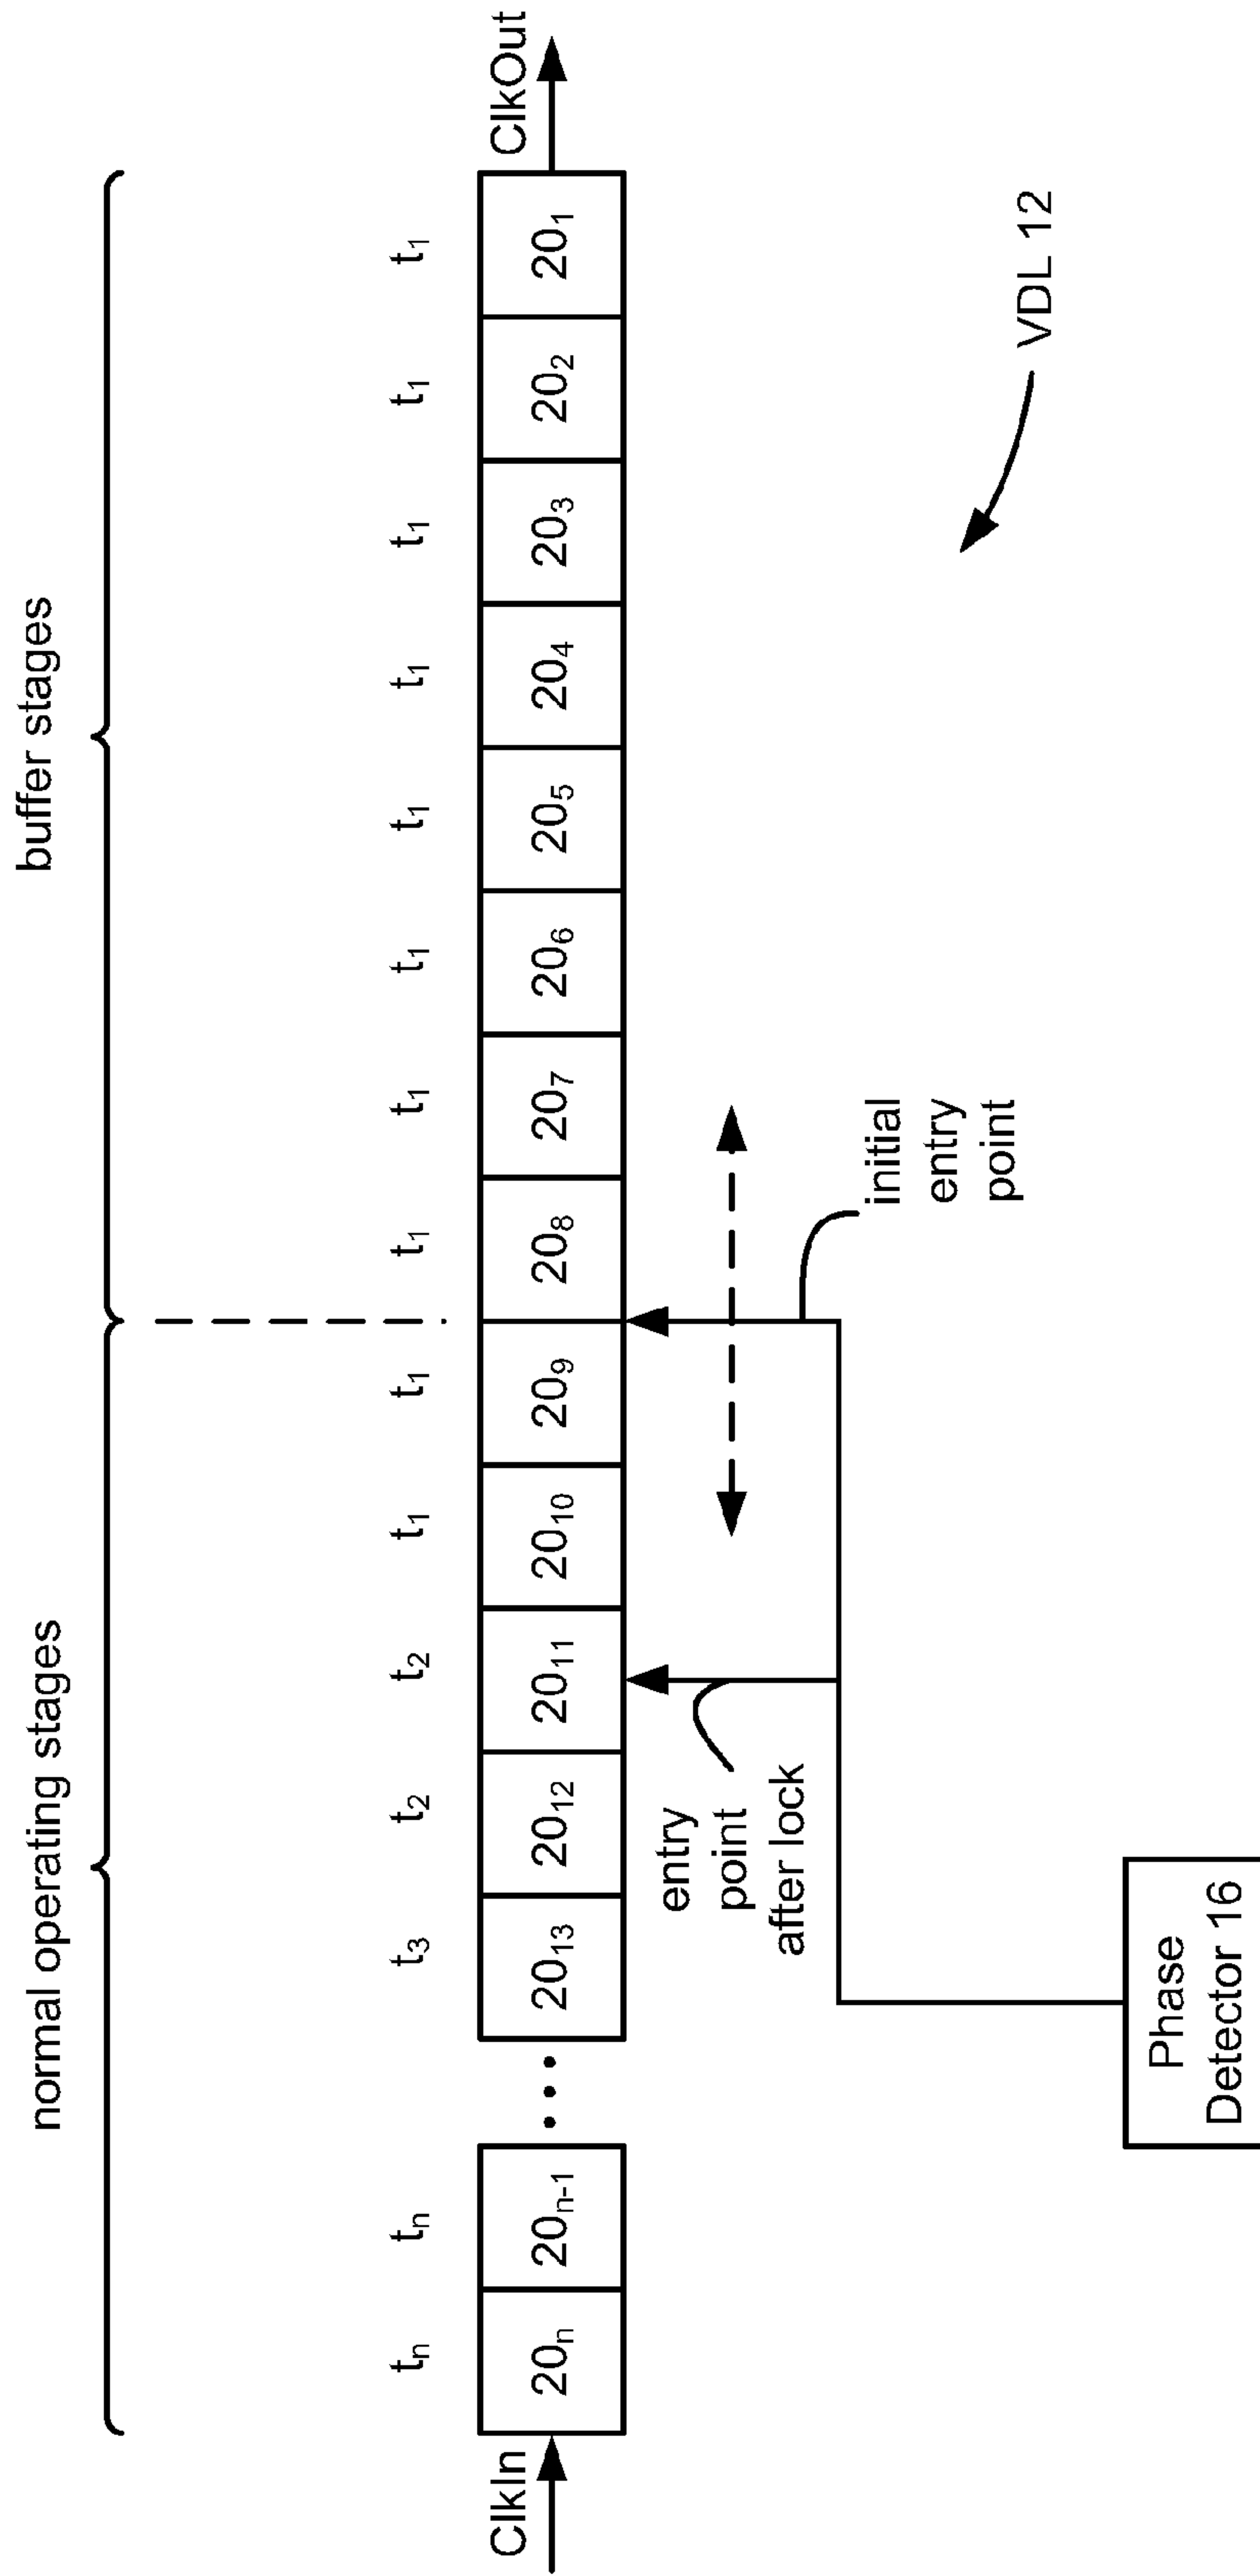 normal operating stages
buffer stages
tₙ tₙ t₃ t₂ t₂ t₁ t₁ t₁ t₁ t₁ t₁ t₁ t₁ t₁ t₁
ClkIn
20ₙ 20ₙ₋₁ ••• 20₁₃ 20₁₂ 20₁₁ 20₁₀ 20₉ 20₈ 20₇ 20₆ 20₅ 20₄ 20₃ 20₂ 20₁
ClkOut
entry
point
after lock
initial
entry
point
VDL 12
Phase
Detector 16